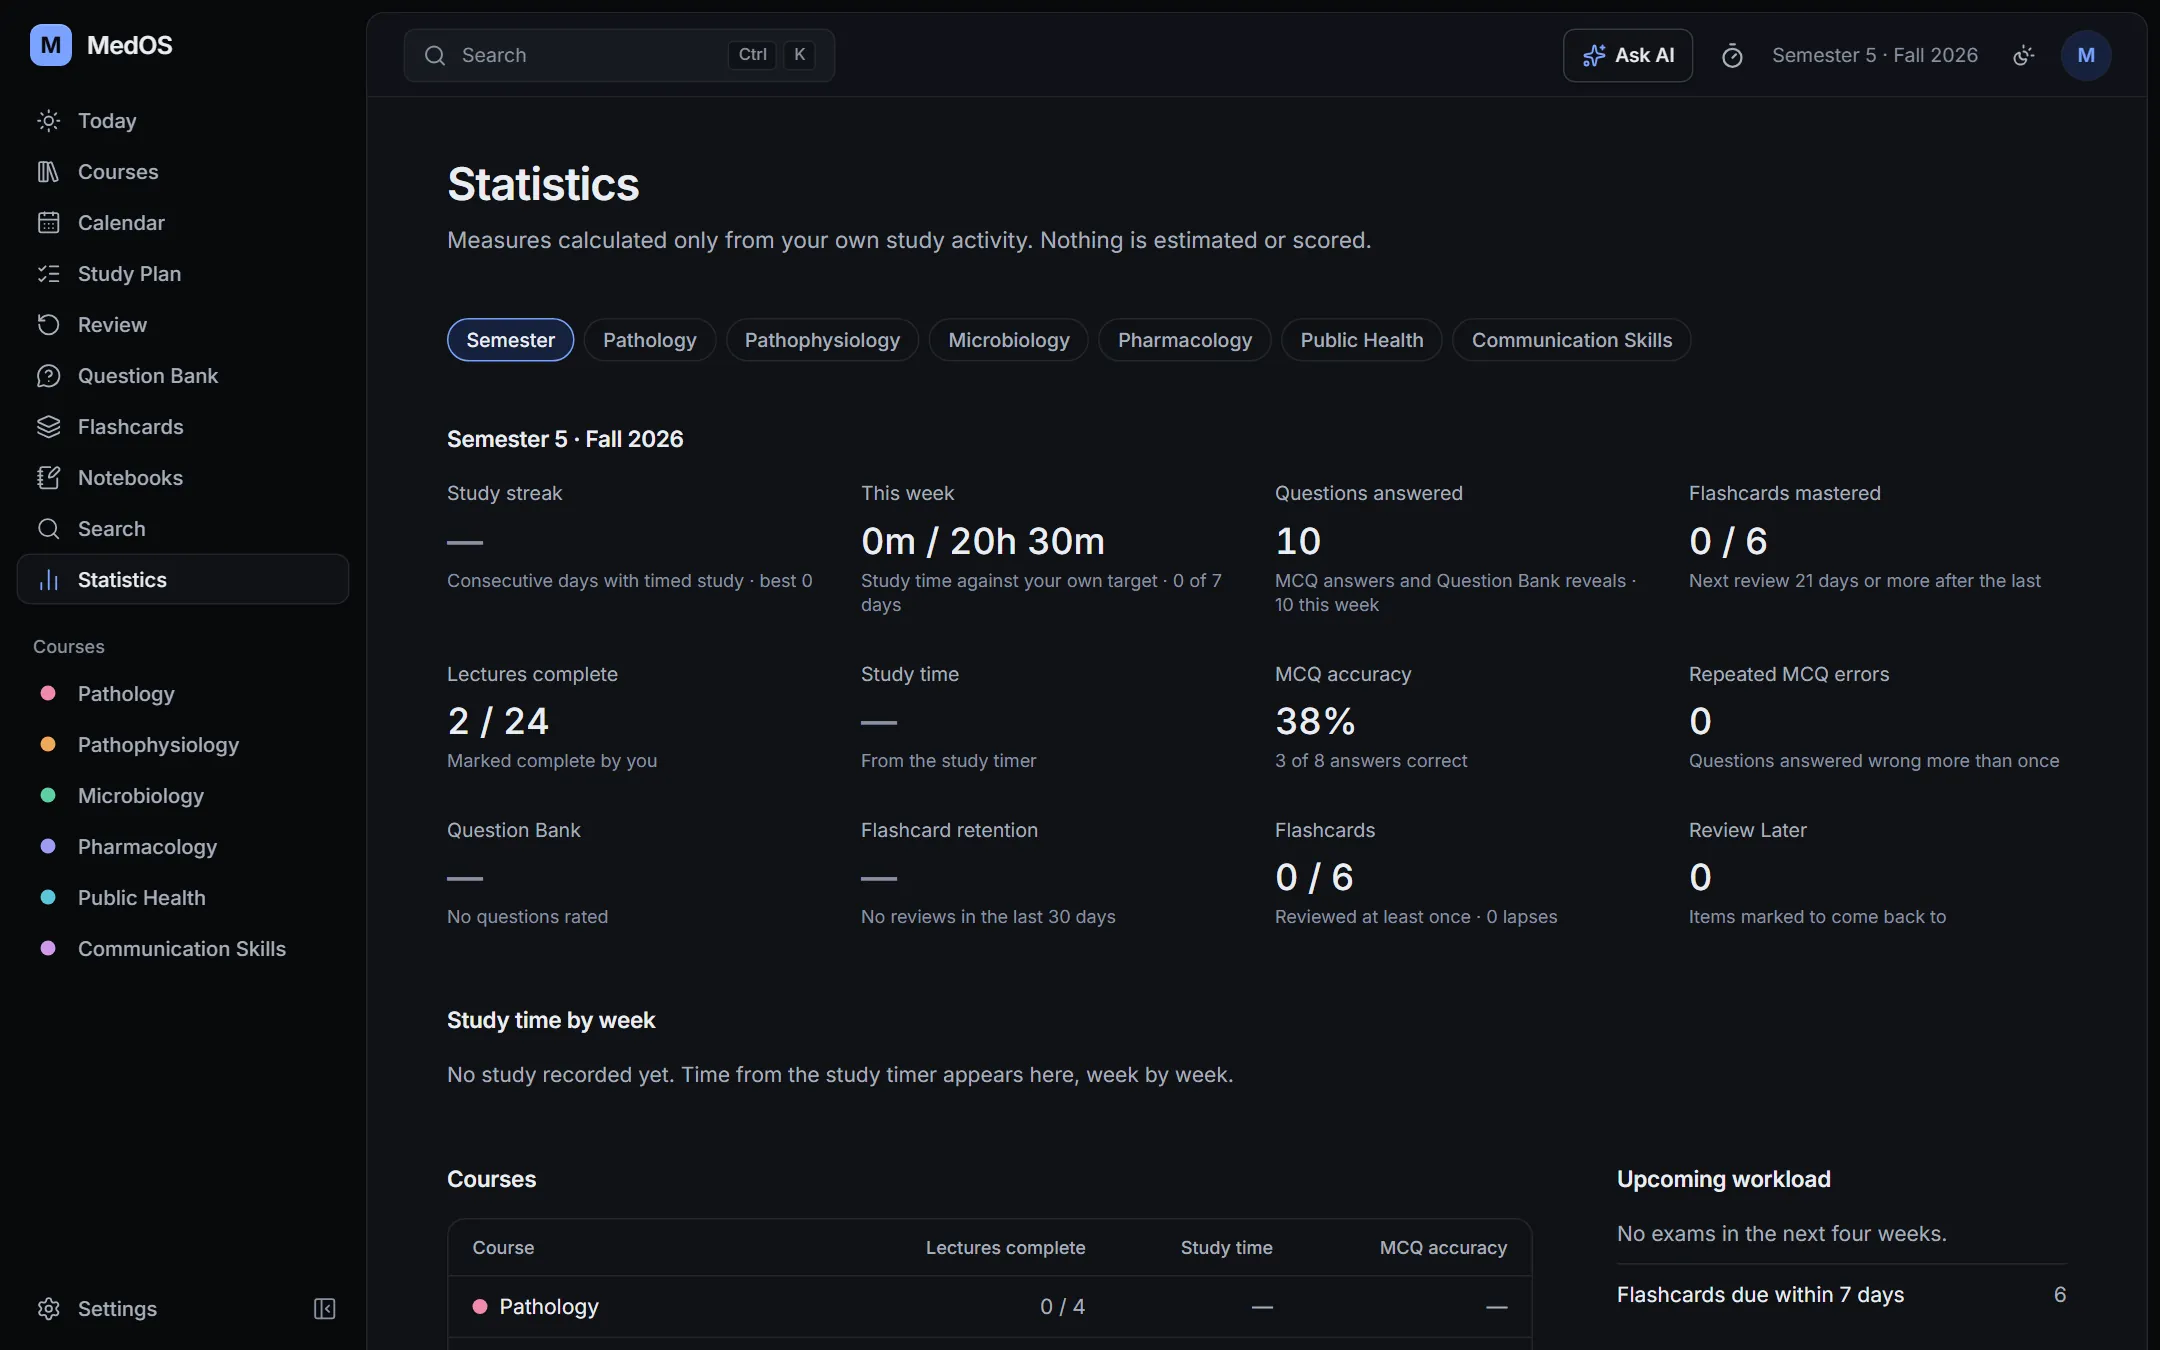 M MedOS
Today
Courses
Calendar
Study Plan
Review
Question Bank
Flashcards
Notebooks
Search
Statistics
Courses
Pathology
Pathophysiology
Microbiology
Pharmacology
Public Health
Communication Skills
Settings
Search Ctrl K
Ask AI Semester 5 · Fall 2026 M
Statistics
Measures calculated only from your own study activity. Nothing is estimated or scored.
Semester Pathology Pathophysiology Microbiology Pharmacology Public Health Communication Skills
Semester 5 · Fall 2026
Study streak
—
Consecutive days with timed study · best 0
This week
0m / 20h 30m
Study time against your own target · 0 of 7
days
Questions answered
10
MCQ answers and Question Bank reveals ·
10 this week
Flashcards mastered
0 / 6
Next review 21 days or more after the last
Lectures complete
2 / 24
Marked complete by you
Study time
—
From the study timer
MCQ accuracy
38%
3 of 8 answers correct
Repeated MCQ errors
0
Questions answered wrong more than once
Question Bank
—
No questions rated
Flashcard retention
—
No reviews in the last 30 days
Flashcards
0 / 6
Reviewed at least once · 0 lapses
Review Later
0
Items marked to come back to
Study time by week
No study recorded yet. Time from the study timer appears here, week by week.
Courses
Course Lectures complete Study time MCQ accuracy
Pathology 0 / 4 — —
Upcoming workload
No exams in the next four weeks.
Flashcards due within 7 days 6